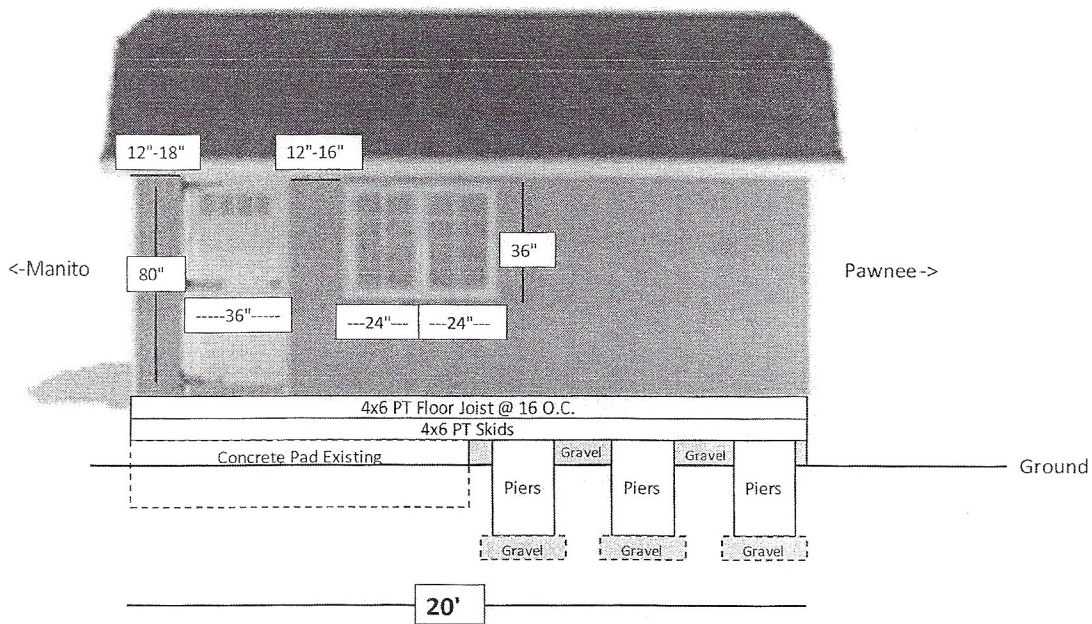 12"-18"
12"-16"
<-Manito
80"
36"
Pawnee->
-----36"-----
---24"---
---24"---
4x6 PT Floor Joist @ 16 O.C.
4x6 PT Skids
Concrete Pad Existing
Gravel
Gravel
Ground
Piers
Piers
Piers
Gravel
Gravel
Gravel
20'